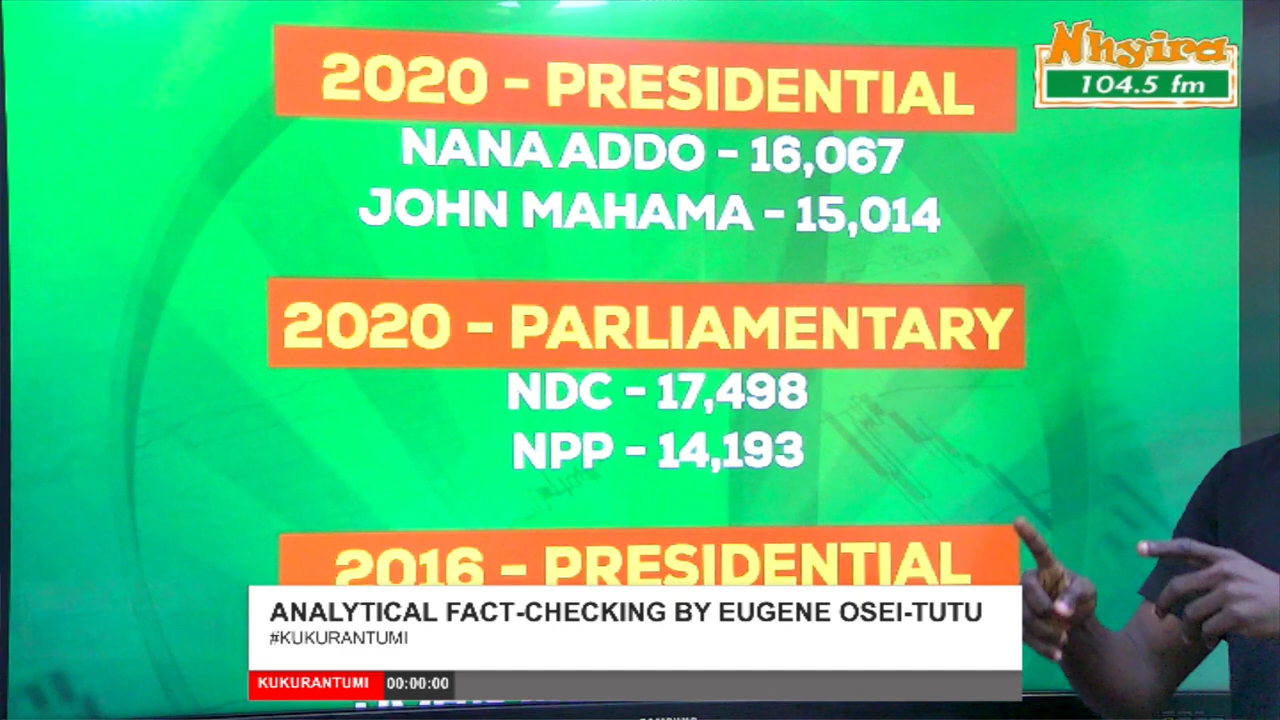 Nhyira
104.5 fm
2020 - PRESIDENTIAL
NANA ADDO - 16,067
JOHN MAHAMA - 15,014
2020 - PARLIAMENTARY
NDC - 17,498
NPP - 14,193
2016 - PRESIDENTIAL
ANALYTICAL FACT-CHECKING BY EUGENE OSEI-TUTU
#KUKURANTUMI
KUKURANTUMI 00:00:00
SAMSUNG